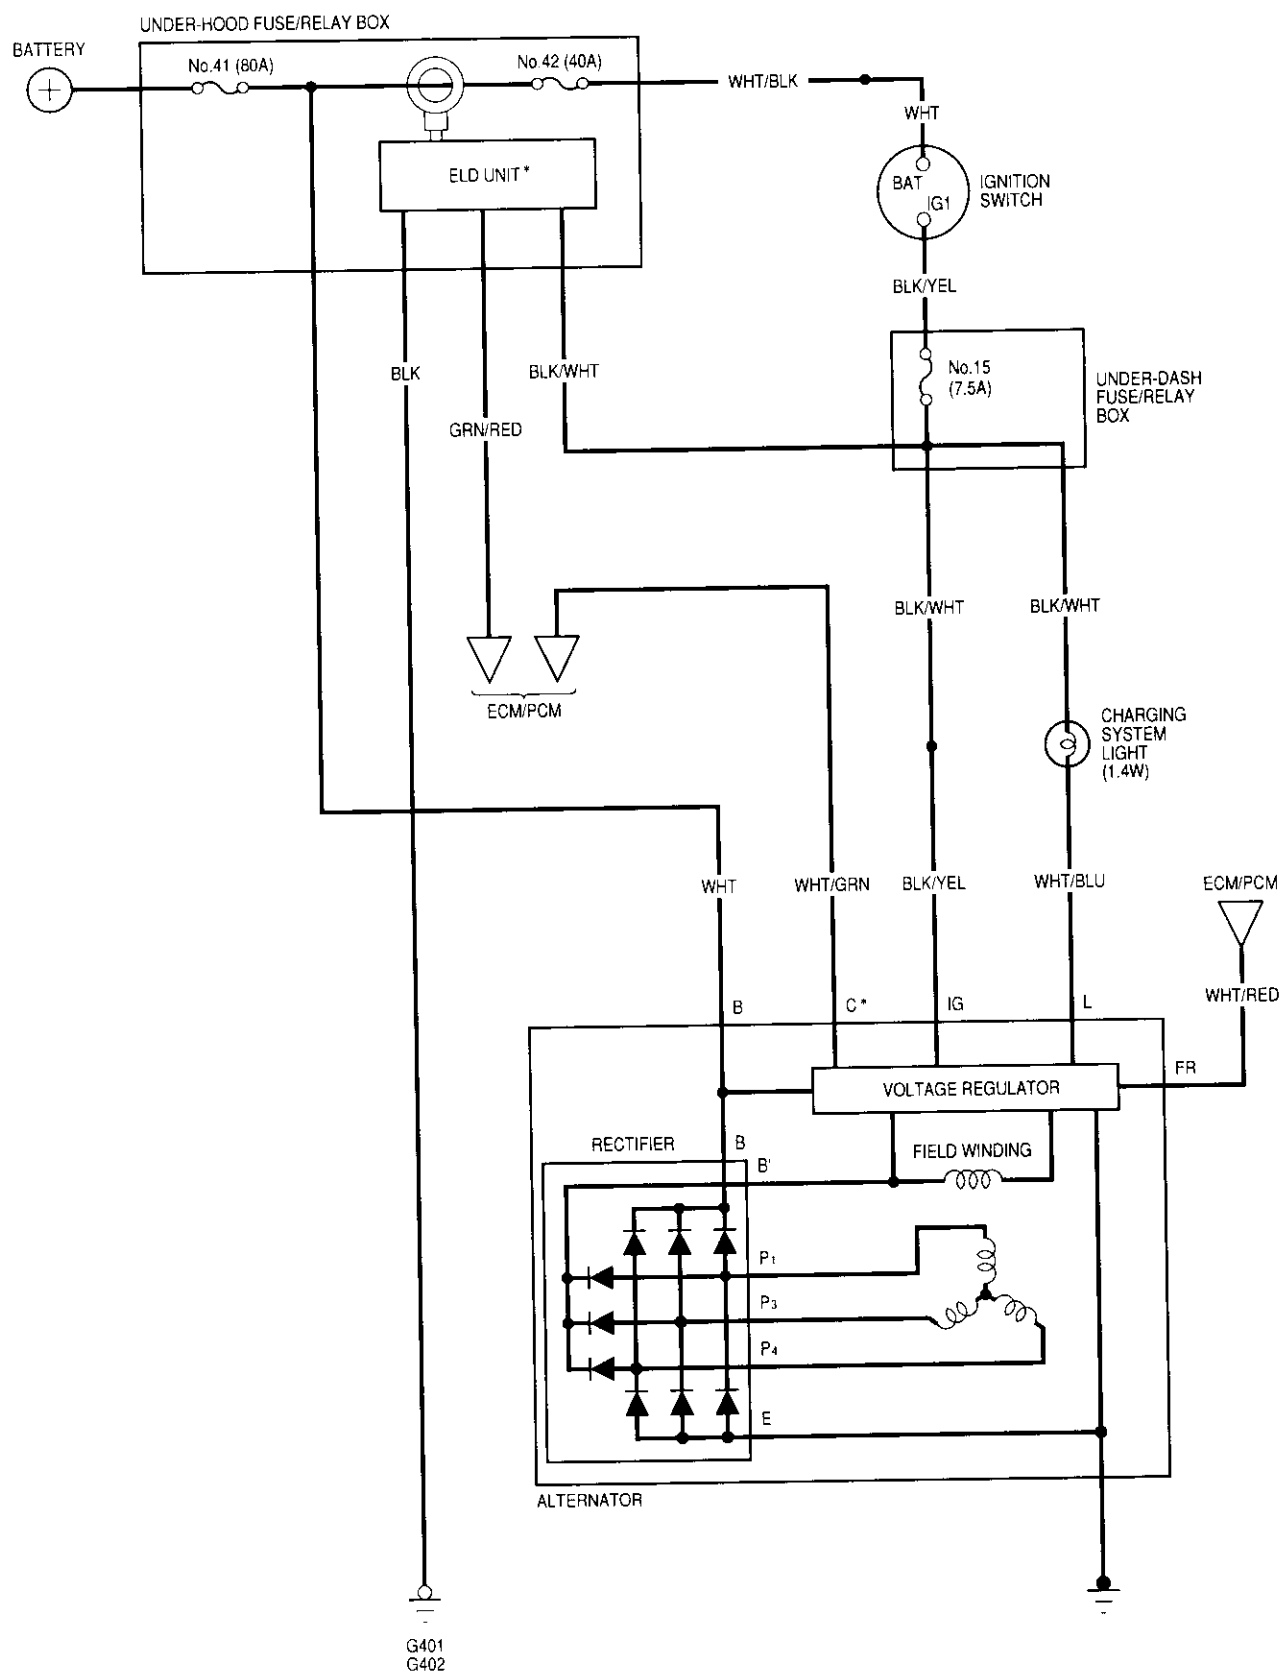 UNDER-HOOD FUSE/RELAY BOX
BATTERY
No.41 (80A)
No.42 (40A)
WHT/BLK
WHT
ELD UNIT*
BAT
IG1
IGNITION
SWITCH
BLK/YEL
No.15
(7.5A)
UNDER-DASH
FUSE/RELAY
BOX
BLK
BLK/WHT
GRN/RED
BLK/WHT
BLK/WHT
ECM/PCM
CHARGING
SYSTEM
LIGHT
(1.4W)
WHT
WHT/GRN
BLK/YEL
WHT/BLU
ECM/PCM
WHT/RED
B
C*
IG
L
FR
VOLTAGE REGULATOR
RECTIFIER
B
FIELD WINDING
B'
P1
P3
P4
E
ALTERNATOR
G401
G402